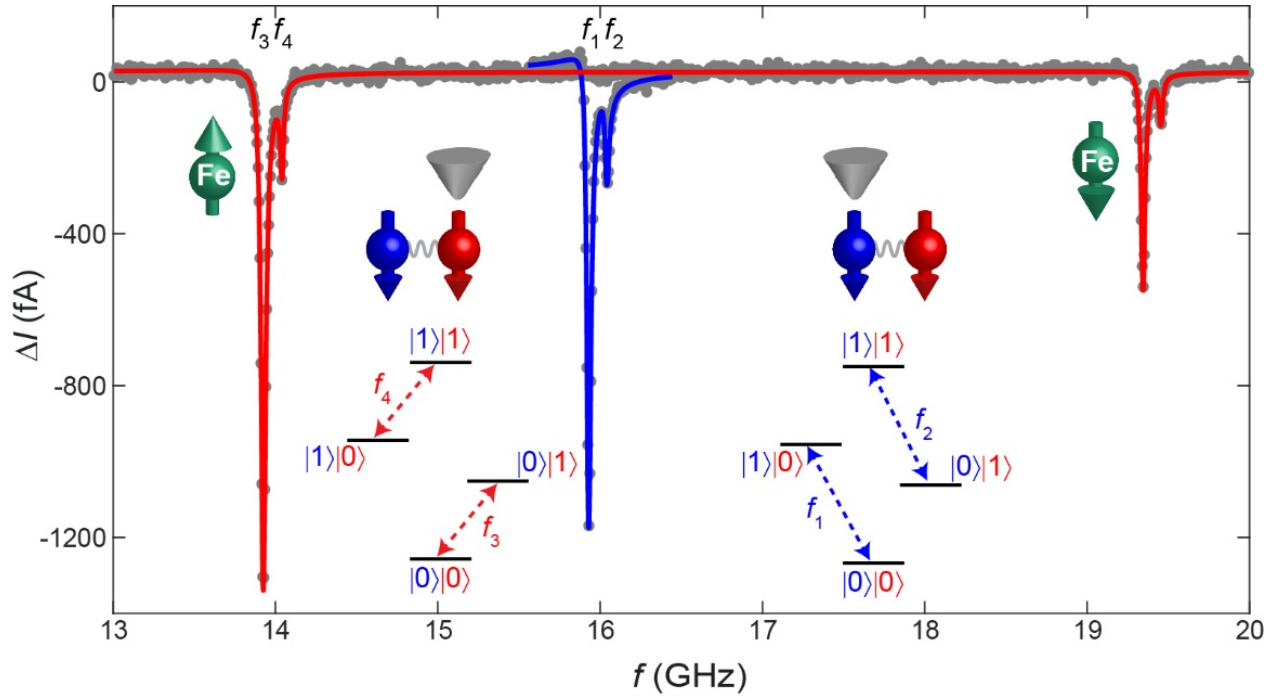 f₃ f₄
f₁ f₂
0
-400
-800
-1200
ΔI (fA)
Fe
Fe
|1⟩|1⟩
f₄
|1⟩|0⟩
|0⟩|1⟩
f₃
|0⟩|0⟩
|1⟩|1⟩
f₂
|1⟩|0⟩
|0⟩|1⟩
f₁
|0⟩|0⟩
13 14 15 16 17 18 19 20
f (GHz)